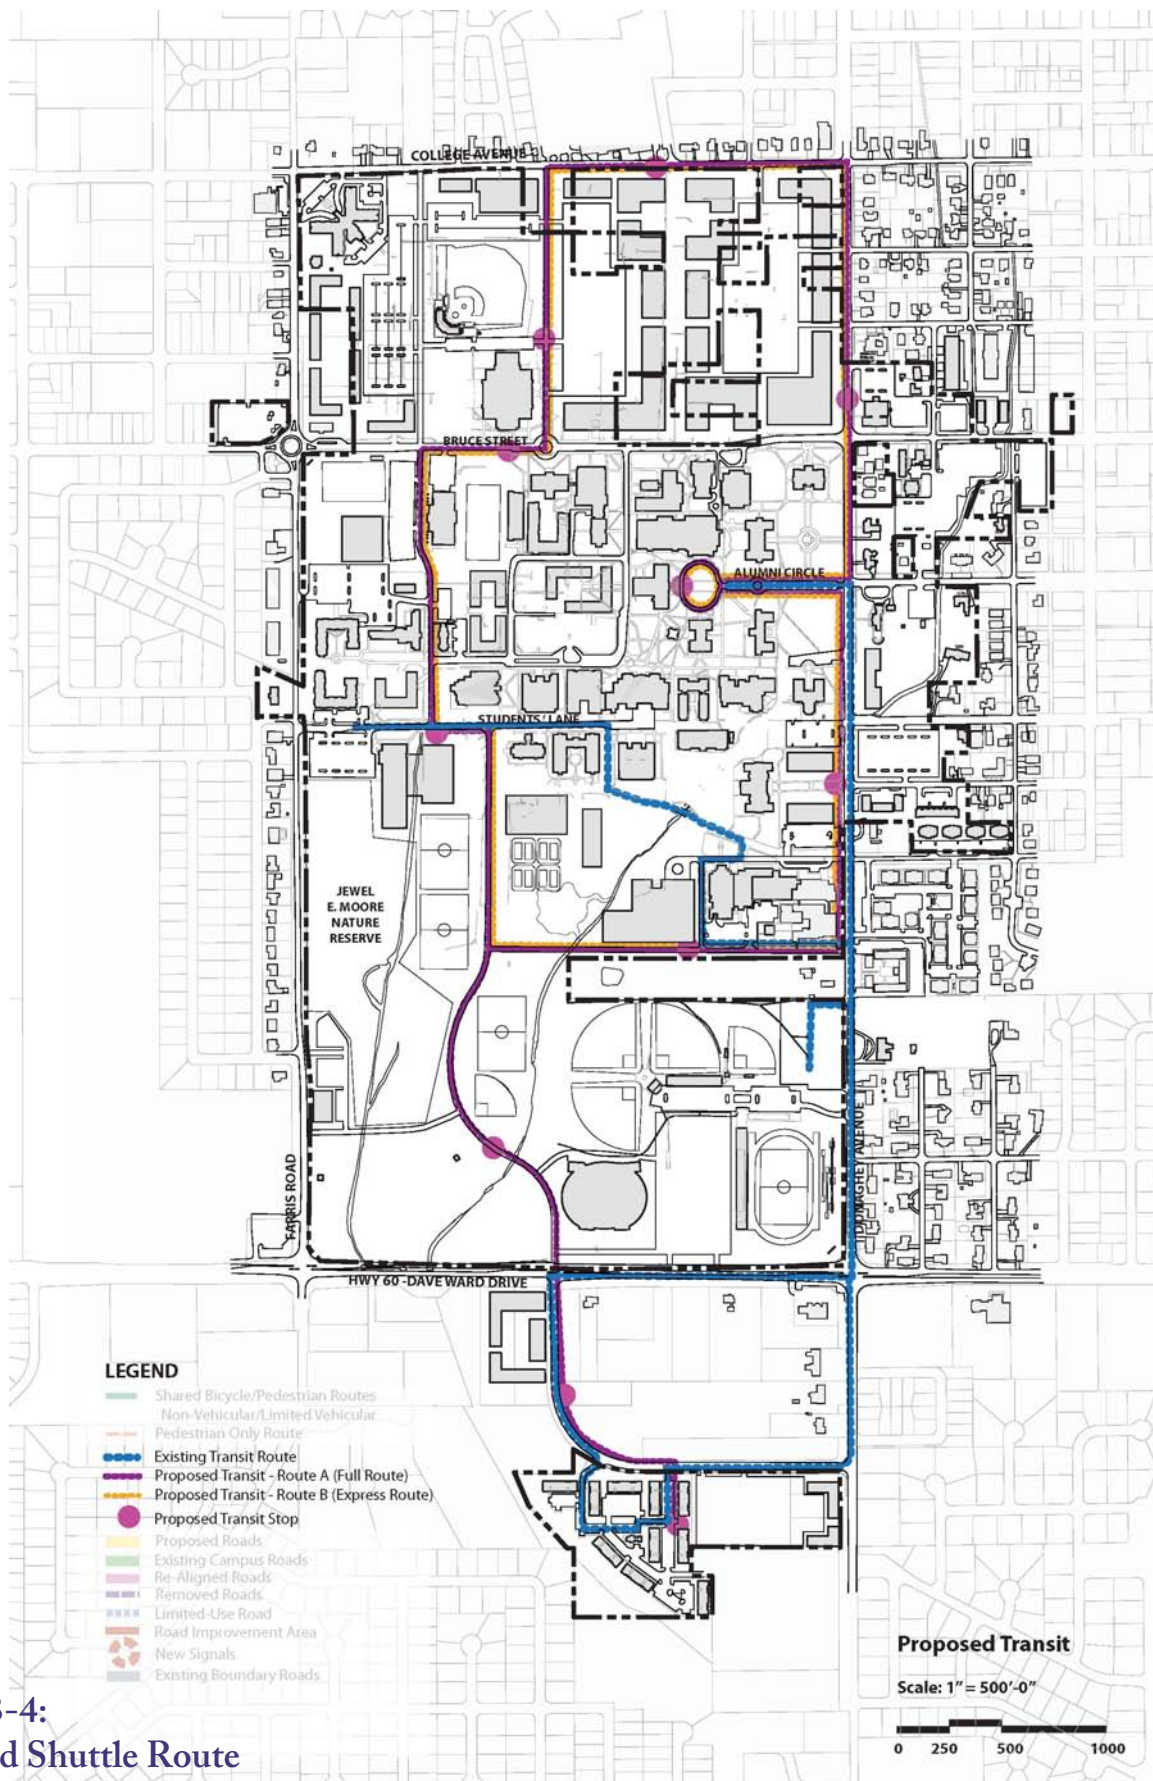 COLLEGE AVENUE
BRUCE STREET
ALUMNI CIRCLE
STUDENTS' LANE
JEWEL
E. MOORE
NATURE
RESERVE
FARRIS ROAD
DONAGHEY AVENUE
HWY 60 -DAVE WARD DRIVE
LEGEND
Shared Bicycle/Pedestrian Routes
Non-Vehicular/Limited Vehicular
Pedestrian Only Route
Existing Transit Route
Proposed Transit - Route A (Full Route)
Proposed Transit - Route B (Express Route)
Proposed Transit Stop
Proposed Roads
Existing Campus Roads
Re-Aligned Roads
Removed Roads
Limited-Use Road
Road Improvement Area
New Signals
Existing Boundary Roads
Proposed Transit
Scale: 1" = 500'-0"
0 250 500 1000
-4:
d Shuttle Route